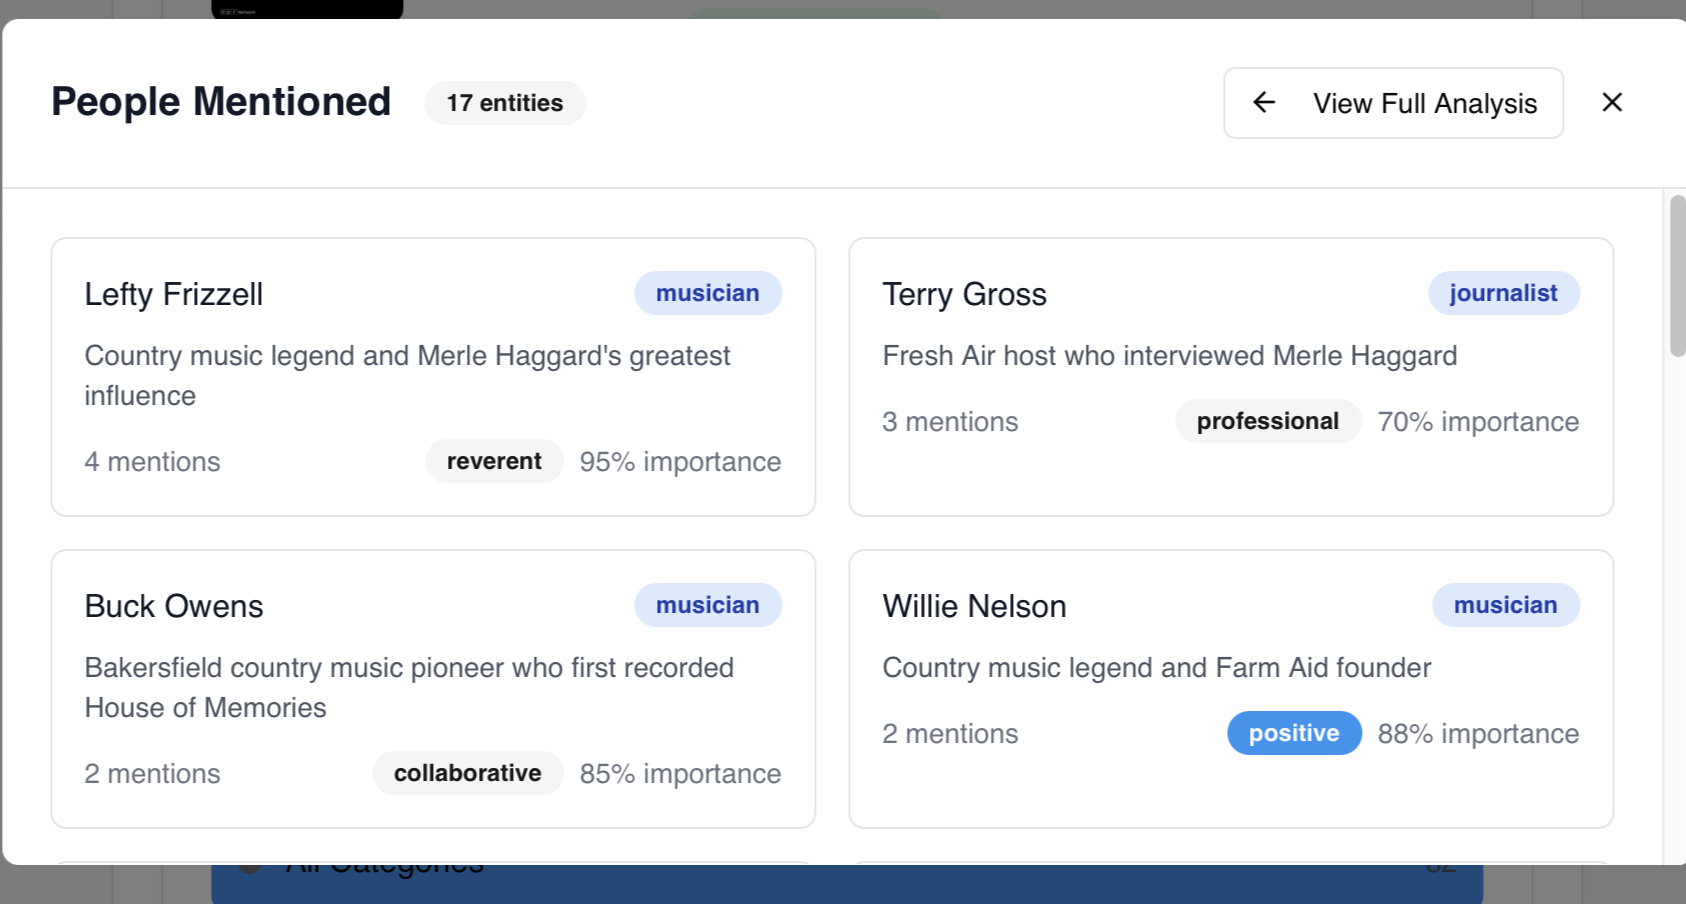 People Mentioned
17 entities
View Full Analysis
Lefty Frizzell
musician
Country music legend and Merle Haggard's greatest
influence
4 mentions
reverent
95% importance
Terry Gross
journalist
Fresh Air host who interviewed Merle Haggard
3 mentions
professional
70% importance
Buck Owens
musician
Bakersfield country music pioneer who first recorded
House of Memories
2 mentions
collaborative
85% importance
Willie Nelson
musician
Country music legend and Farm Aid founder
2 mentions
positive
88% importance
All Categories